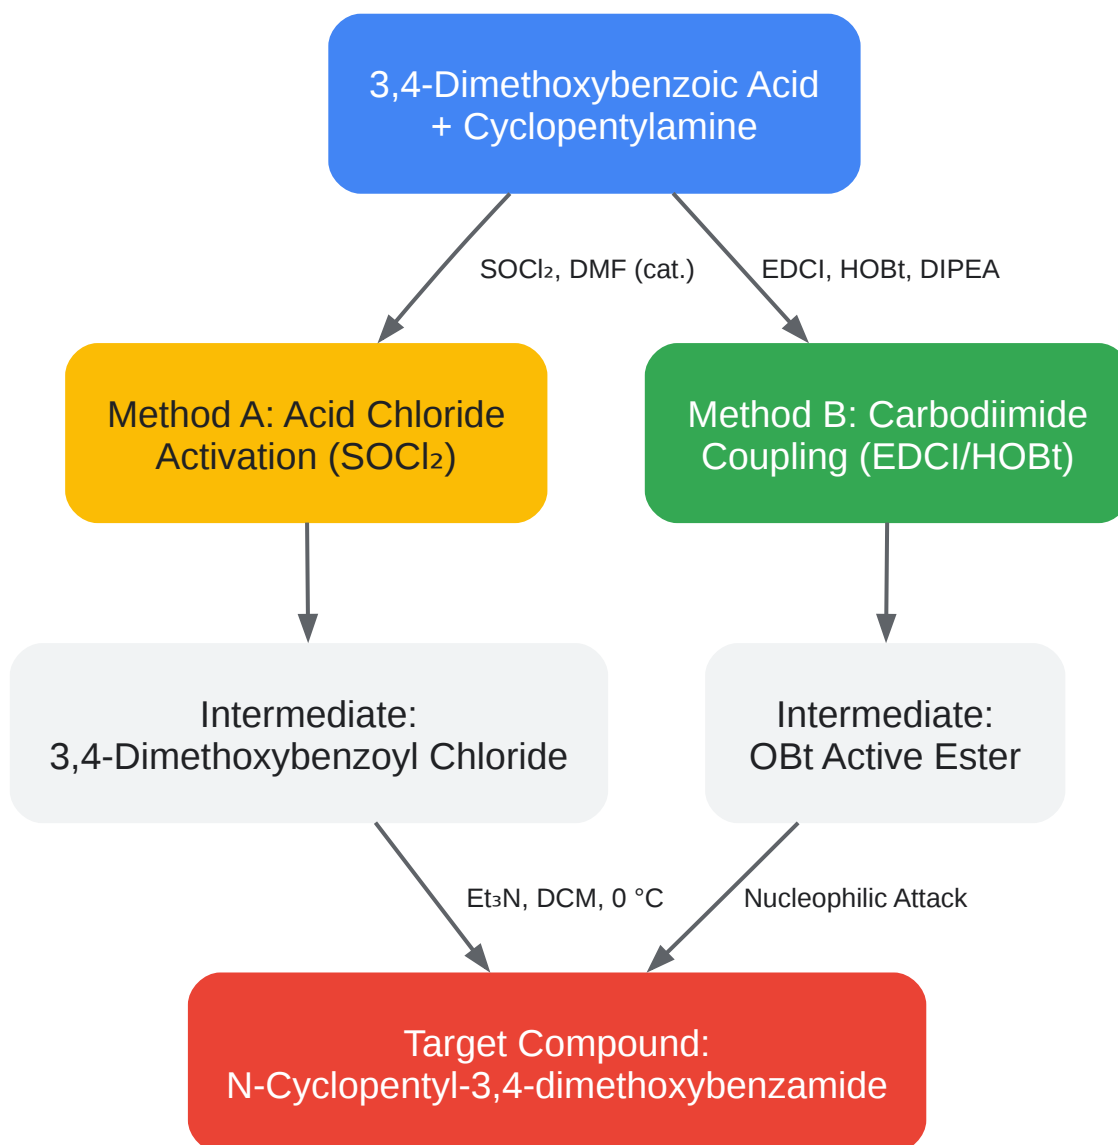 3,4-Dimethoxybenzoic Acid
+ Cyclopentylamine
SOCl₂, DMF (cat.)
EDCI, HOBt, DIPEA
Method A: Acid Chloride
Activation (SOCl₂)
Method B: Carbodiimide
Coupling (EDCI/HOBt)
Intermediate:
3,4-Dimethoxybenzoyl Chloride
Intermediate:
OBt Active Ester
Et₃N, DCM, 0 °C
Nucleophilic Attack
Target Compound:
N-Cyclopentyl-3,4-dimethoxybenzamide